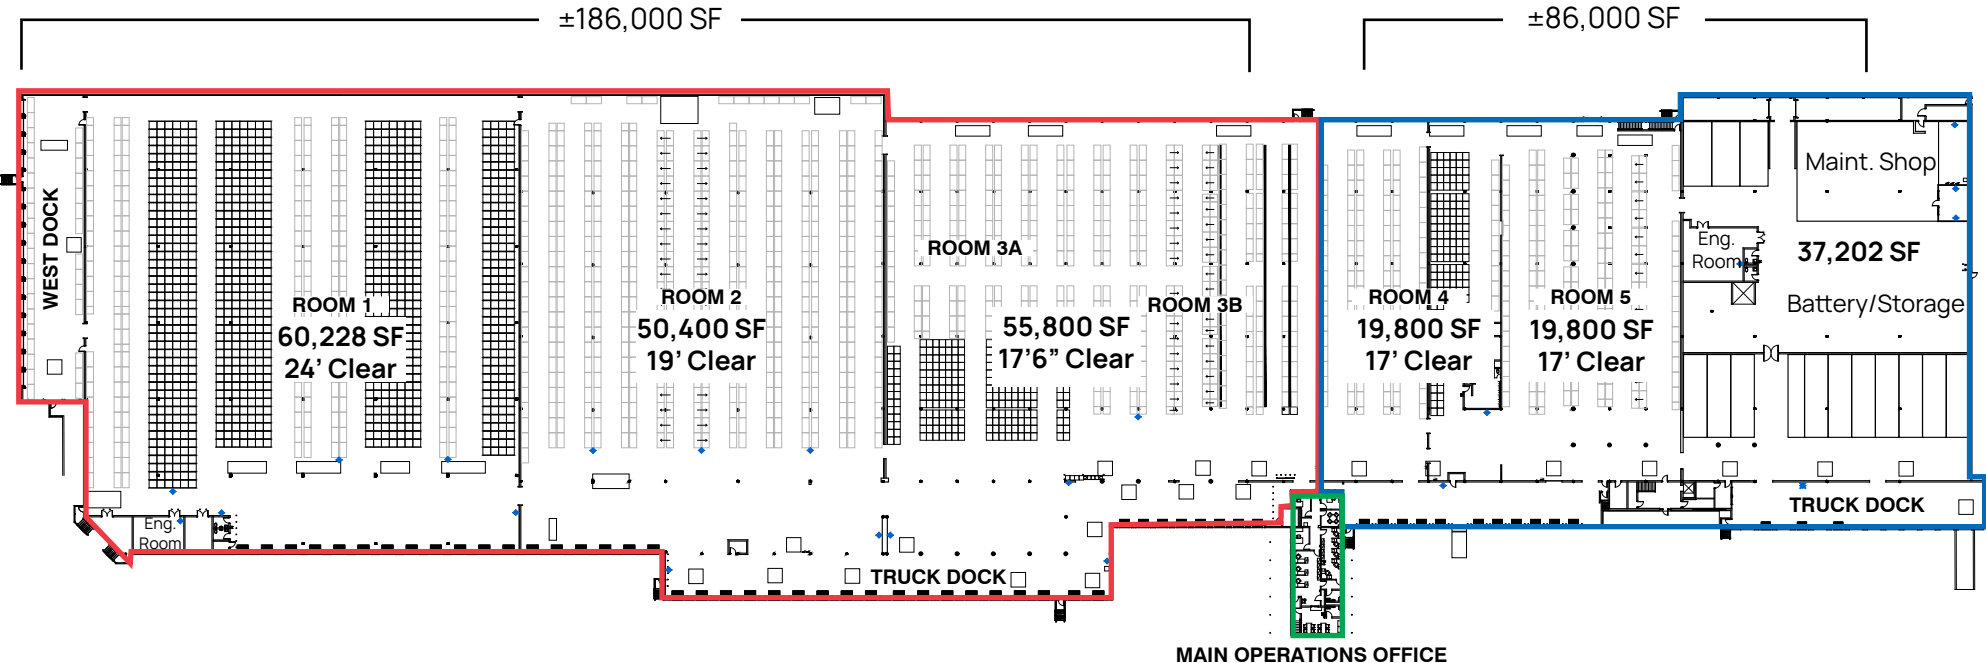 ±186,000 SF
±86,000 SF
WEST DOCK
ROOM 1
60,228 SF
24’ Clear
Eng.
Room
ROOM 2
50,400 SF
19’ Clear
ROOM 3A
ROOM 3B
55,800 SF
17’6” Clear
TRUCK DOCK
ROOM 4
19,800 SF
17’ Clear
ROOM 5
19,800 SF
17’ Clear
Maint. Shop
Eng.
Room
37,202 SF
Battery/Storage
TRUCK DOCK
MAIN OPERATIONS OFFICE